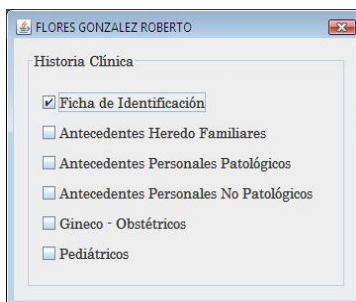 FLORES GONZALEZ ROBERTO
Historia Clínica
Ficha de Identificación
Antecedentes Heredo Familiares
Antecedentes Personales Patológicos
Antecedentes Personales No Patológicos
Gineco - Obstétricos
Pediátricos